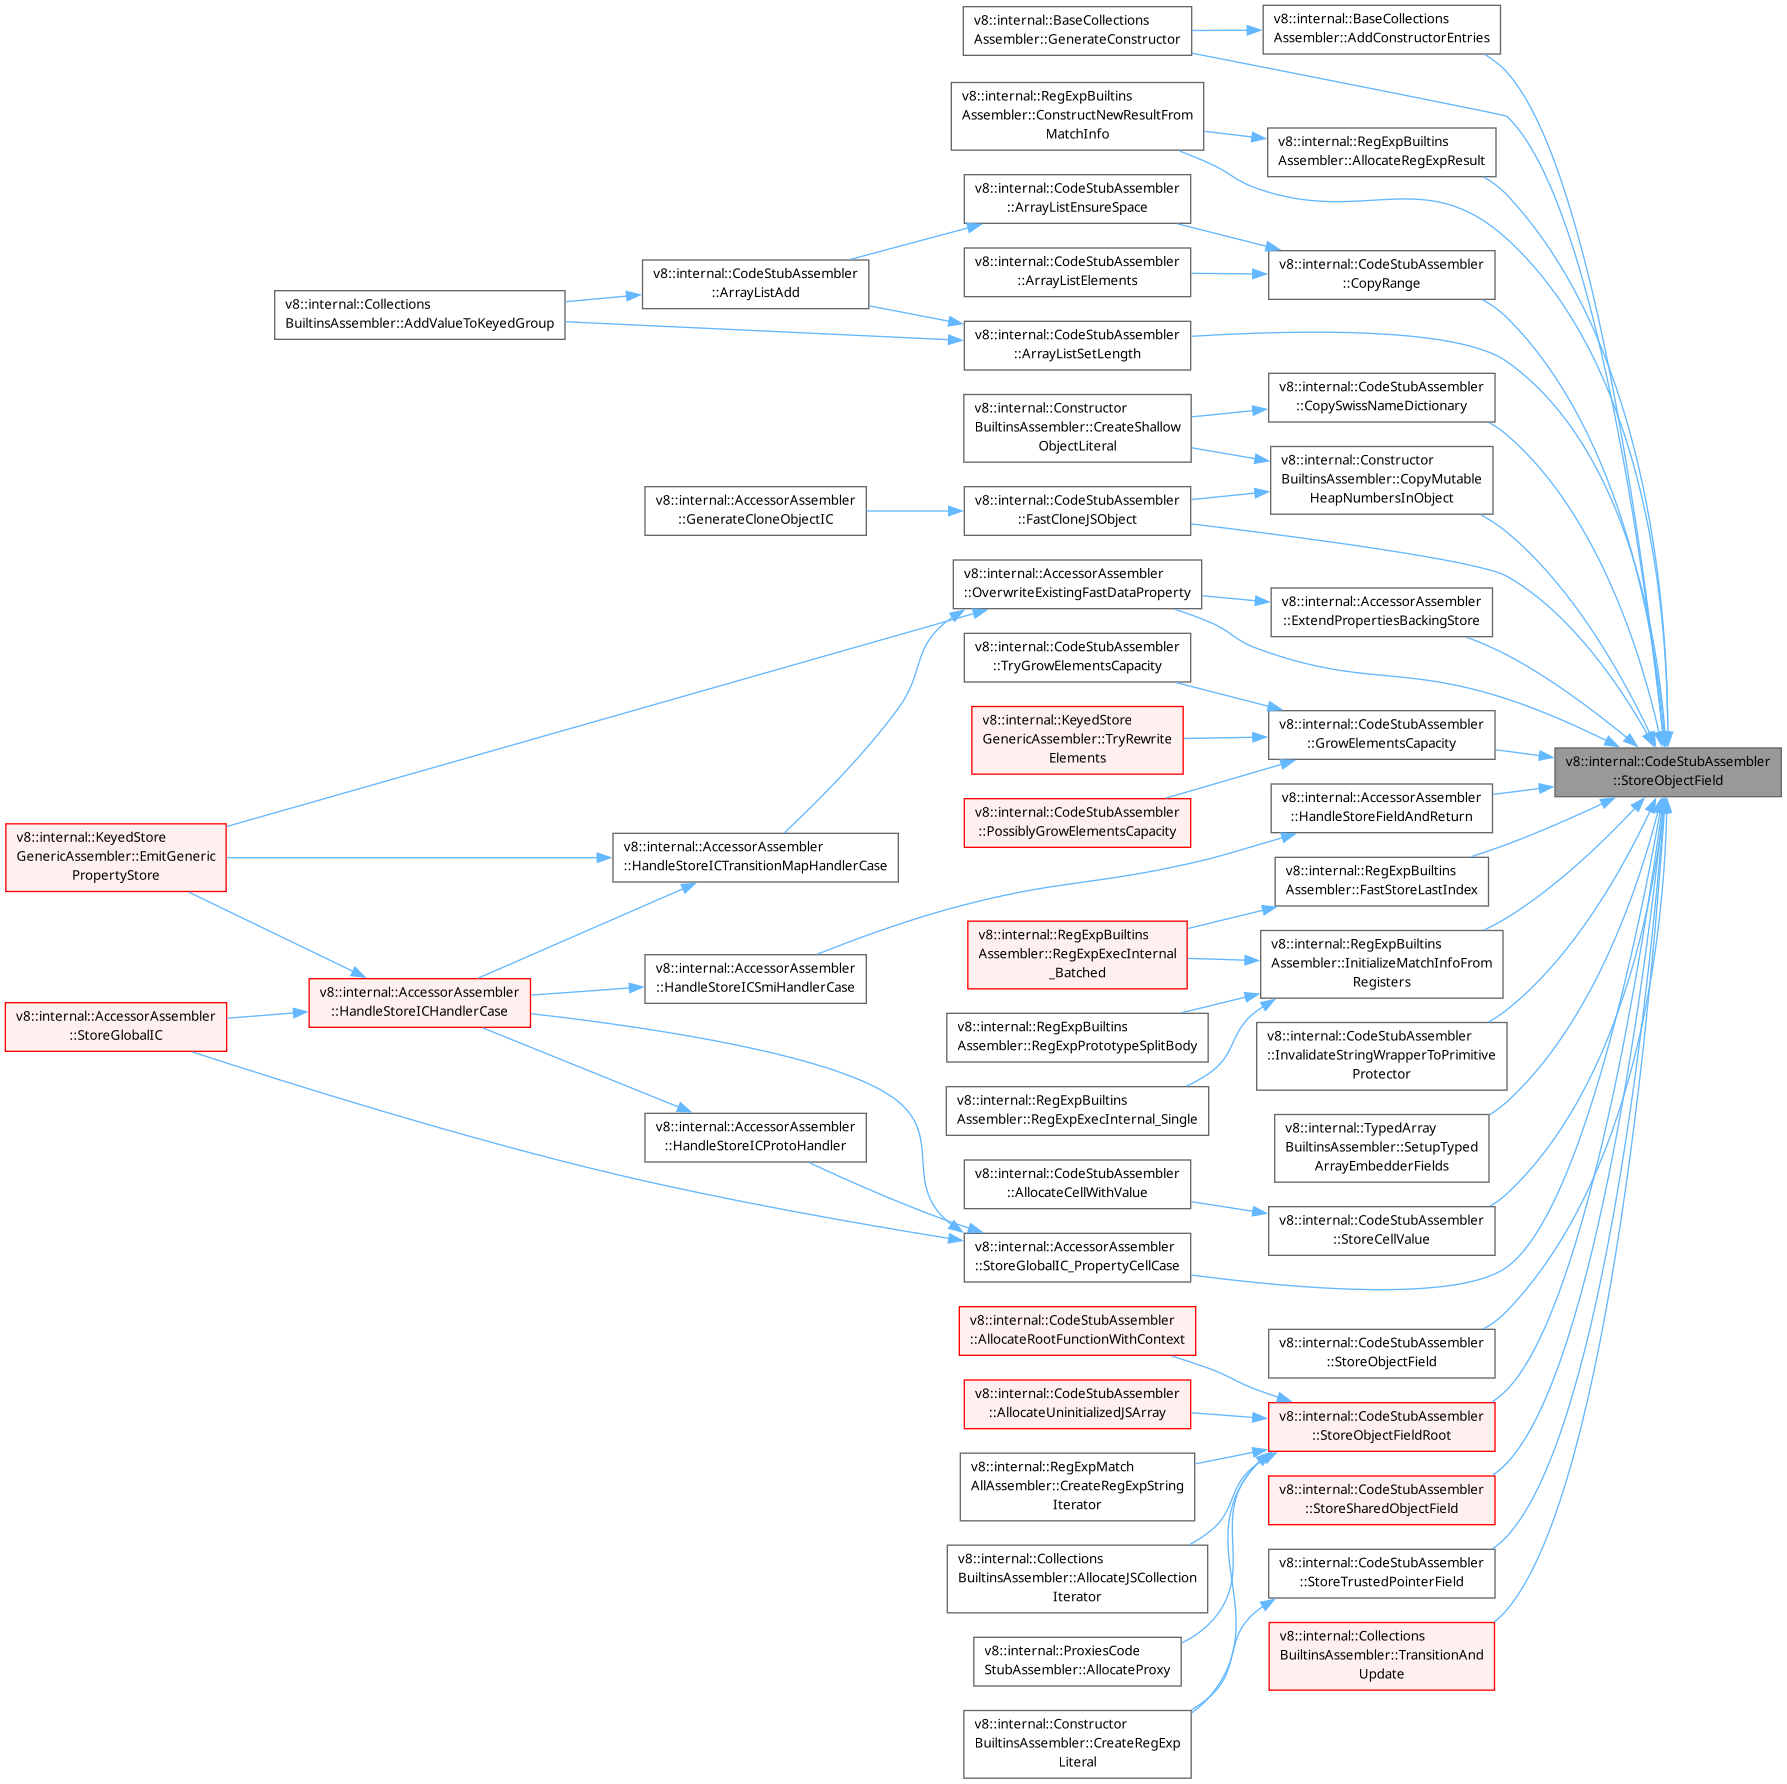 v8::internal::BaseCollections
Assembler::GenerateConstructor
v8::internal::BaseCollections
Assembler::AddConstructorEntries
v8::internal::RegExpBuiltins
Assembler::ConstructNewResultFrom
MatchInfo
v8::internal::RegExpBuiltins
Assembler::AllocateRegExpResult
v8::internal::CodeStubAssembler
::ArrayListEnsureSpace
v8::internal::CodeStubAssembler
::ArrayListElements
v8::internal::CodeStubAssembler
::CopyRange
v8::internal::CodeStubAssembler
::ArrayListAdd
v8::internal::Collections
BuiltinsAssembler::AddValueToKeyedGroup
v8::internal::CodeStubAssembler
::ArrayListSetLength
v8::internal::CodeStubAssembler
::CopySwissNameDictionary
v8::internal::Constructor
BuiltinsAssembler::CreateShallow
ObjectLiteral
v8::internal::Constructor
BuiltinsAssembler::CopyMutable
HeapNumbersInObject
v8::internal::AccessorAssembler
::GenerateCloneObjectIC
v8::internal::CodeStubAssembler
::FastCloneJSObject
v8::internal::AccessorAssembler
::OverwriteExistingFastDataProperty
v8::internal::AccessorAssembler
::ExtendPropertiesBackingStore
v8::internal::CodeStubAssembler
::TryGrowElementsCapacity
v8::internal::KeyedStore
GenericAssembler::TryRewrite
Elements
v8::internal::CodeStubAssembler
::GrowElementsCapacity
v8::internal::CodeStubAssembler
::StoreObjectField
v8::internal::CodeStubAssembler
::PossiblyGrowElementsCapacity
v8::internal::AccessorAssembler
::HandleStoreFieldAndReturn
v8::internal::KeyedStore
GenericAssembler::EmitGeneric
PropertyStore
v8::internal::AccessorAssembler
::HandleStoreICTransitionMapHandlerCase
v8::internal::RegExpBuiltins
Assembler::FastStoreLastIndex
v8::internal::RegExpBuiltins
Assembler::RegExpExecInternal
_Batched
v8::internal::RegExpBuiltins
Assembler::InitializeMatchInfoFrom
Registers
v8::internal::AccessorAssembler
::HandleStoreICSmiHandlerCase
v8::internal::AccessorAssembler
::HandleStoreICHandlerCase
v8::internal::AccessorAssembler
::StoreGlobalIC
v8::internal::RegExpBuiltins
Assembler::RegExpPrototypeSplitBody
v8::internal::CodeStubAssembler
::InvalidateStringWrapperToPrimitive
Protector
v8::internal::RegExpBuiltins
Assembler::RegExpExecInternal_Single
v8::internal::AccessorAssembler
::HandleStoreICProtoHandler
v8::internal::TypedArray
BuiltinsAssembler::SetupTyped
ArrayEmbedderFields
v8::internal::CodeStubAssembler
::AllocateCellWithValue
v8::internal::CodeStubAssembler
::StoreCellValue
v8::internal::AccessorAssembler
::StoreGlobalIC_PropertyCellCase
v8::internal::CodeStubAssembler
::AllocateRootFunctionWithContext
v8::internal::CodeStubAssembler
::StoreObjectField
v8::internal::CodeStubAssembler
::AllocateUninitializedJSArray
v8::internal::CodeStubAssembler
::StoreObjectFieldRoot
v8::internal::RegExpMatch
AllAssembler::CreateRegExpString
Iterator
v8::internal::CodeStubAssembler
::StoreSharedObjectField
v8::internal::Collections
BuiltinsAssembler::AllocateJSCollection
Iterator
v8::internal::CodeStubAssembler
::StoreTrustedPointerField
v8::internal::ProxiesCode
StubAssembler::AllocateProxy
v8::internal::Collections
BuiltinsAssembler::TransitionAnd
Update
v8::internal::Constructor
BuiltinsAssembler::CreateRegExp
Literal